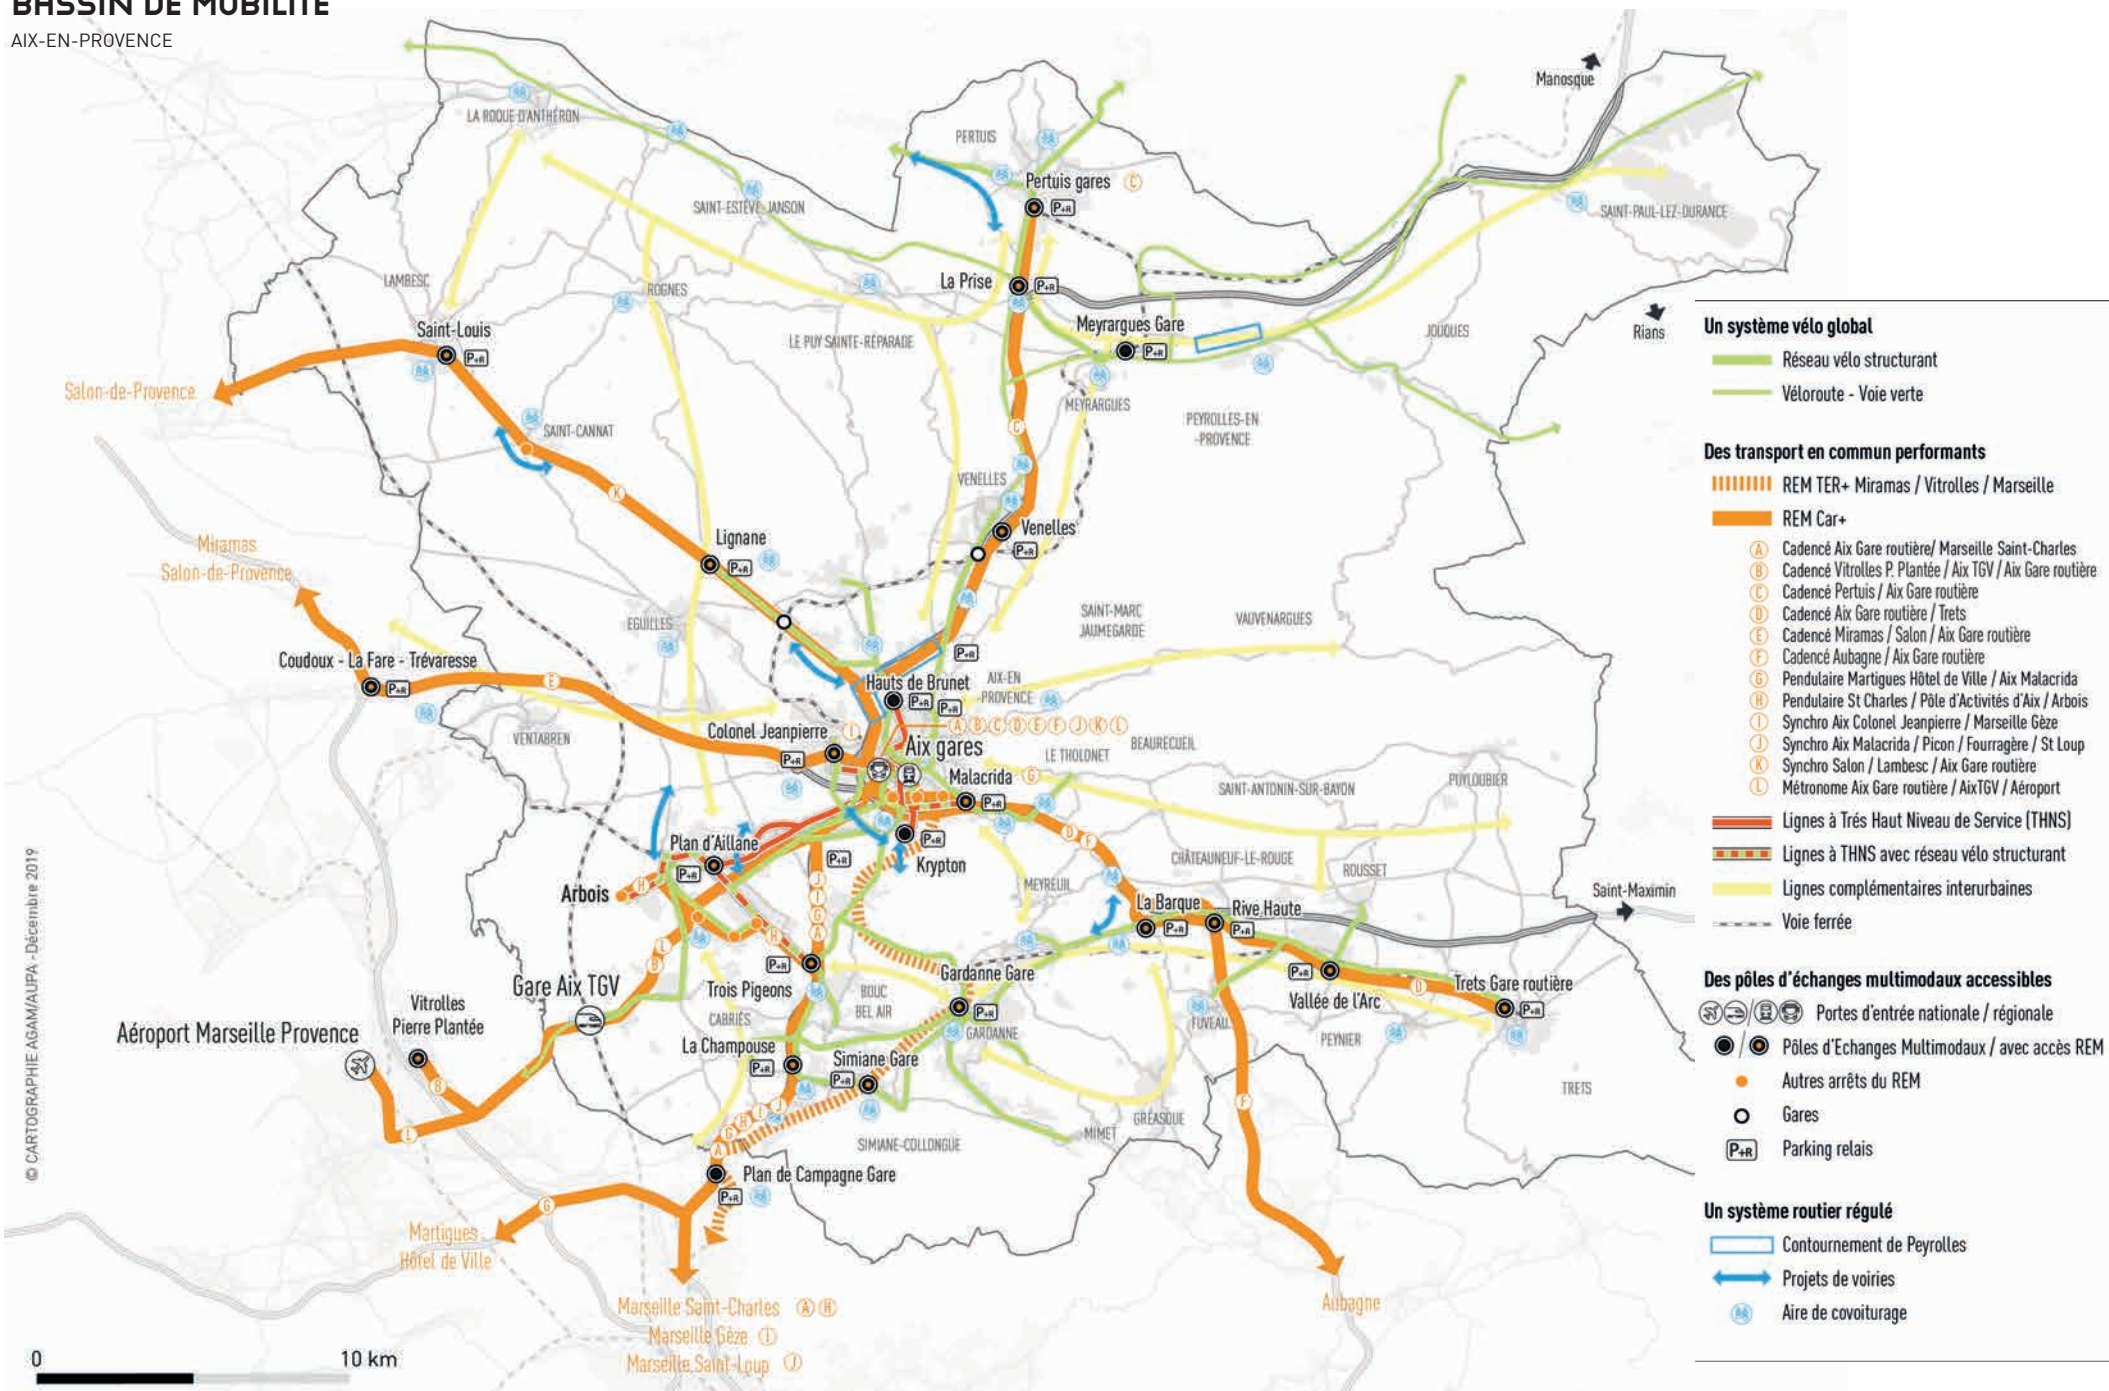 BASSIN DE MOBILITÉ
AIX-EN-PROVENCE
Manosque
LA ROQUE D'ANTHÉRON
PERTUIS
Pertuis gares C
P+R
SAINT-ESTÈVE-JANSON
SAINT-PAUL-LEZ-DURANCE
LAMBESC
ROGNES
La Prise P+R
Saint-Louis
P+R
LE PUY SAINTE-RÉPARADE
Meyrargues Gare
P+R
JOUQUES
Rians
Salon-de-Provence
MEYRARGUES
PEYROLLES-EN
-PROVENCE
SAINT-CANNAT
C
K
VENELLES
Venelles
P+R
Miramas
Salon-de-Provence
Lignane
P+R
EGUILLES
SAINT-MARC
JAUMEGARDE
VAUVENARGUES
P+R
Coudoux - La Fare - Trévaresse
P+R
E
Hauts de Brunet
P+R P+R
AIX-EN
-PROVENCE
VENTABREN
Colonel Jeanpierre I
P+R
A B C D E F J K L
Aix gares
LE THOLONET
BEAURECUEIL
Malacrida G
P+R
SAINT-ANTONIN-SUR-BAYON
PUYLOUBIER
Plan d'Aillane
P+R
P+R
P+R
Krypton
D F
CHÂTEAUNEUF-LE-ROUGE
ROUSSET
Arbois H
MEYREUIL
J
I
G
A
La Barque
P+R
Rive Haute
P+R
Saint-Maximin
L
B
H
P+R
Trois Pigeons
Gare Aix TGV
Gardanne Gare
P+R
P+R
Vallée de l'Arc
D
Trets Gare routière
P+R
Vitrolles
Pierre Plantée
Aéroport Marseille Provence
CABRIÈS
BOUC
BEL AIR
GARDANNE
FUVEAU
PEYNIER
La Champouse
P+R
Simiane Gare
P+R
B
L
TRETS
F
G H I J
A
SIMIANE-COLLONGUE
MIMET
GRÉASQUE
Plan de Campagne Gare
P+R
G
Martigues
Hôtel de Ville
Marseille Saint-Charles A H
Marseille Gèze I
Marseille Saint-Loup J
Aubagne
0 10 km
© CARTOGRAPHIE AGAM/AUPA -Décembre 2019
Un système vélo global
Réseau vélo structurant
Véloroute - Voie verte
Des transport en commun performants
REM TER+ Miramas / Vitrolles / Marseille
REM Car+
A Cadencé Aix Gare routière/ Marseille Saint-Charles
B Cadencé Vitrolles P. Plantée / Aix TGV / Aix Gare routière
C Cadencé Pertuis / Aix Gare routière
D Cadencé Aix Gare routière / Trets
E Cadencé Miramas / Salon / Aix Gare routière
F Cadencé Aubagne / Aix Gare routière
G Pendulaire Martigues Hôtel de Ville / Aix Malacrida
H Pendulaire St Charles / Pôle d'Activités d'Aix / Arbois
I Synchro Aix Colonel Jeanpierre / Marseille Gèze
J Synchro Aix Malacrida / Picon / Fourragère / St Loup
K Synchro Salon / Lambesc / Aix Gare routière
L Métronome Aix Gare routière / AixTGV / Aéroport
Lignes à Trés Haut Niveau de Service (THNS)
Lignes à THNS avec réseau vélo structurant
Lignes complémentaires interurbaines
Voie ferrée
Des pôles d'échanges multimodaux accessibles
Portes d'entrée nationale / régionale
Pôles d'Echanges Multimodaux / avec accès REM
Autres arrêts du REM
Gares
P+R Parking relais
Un système routier régulé
Contournement de Peyrolles
Projets de voiries
Aire de covoiturage